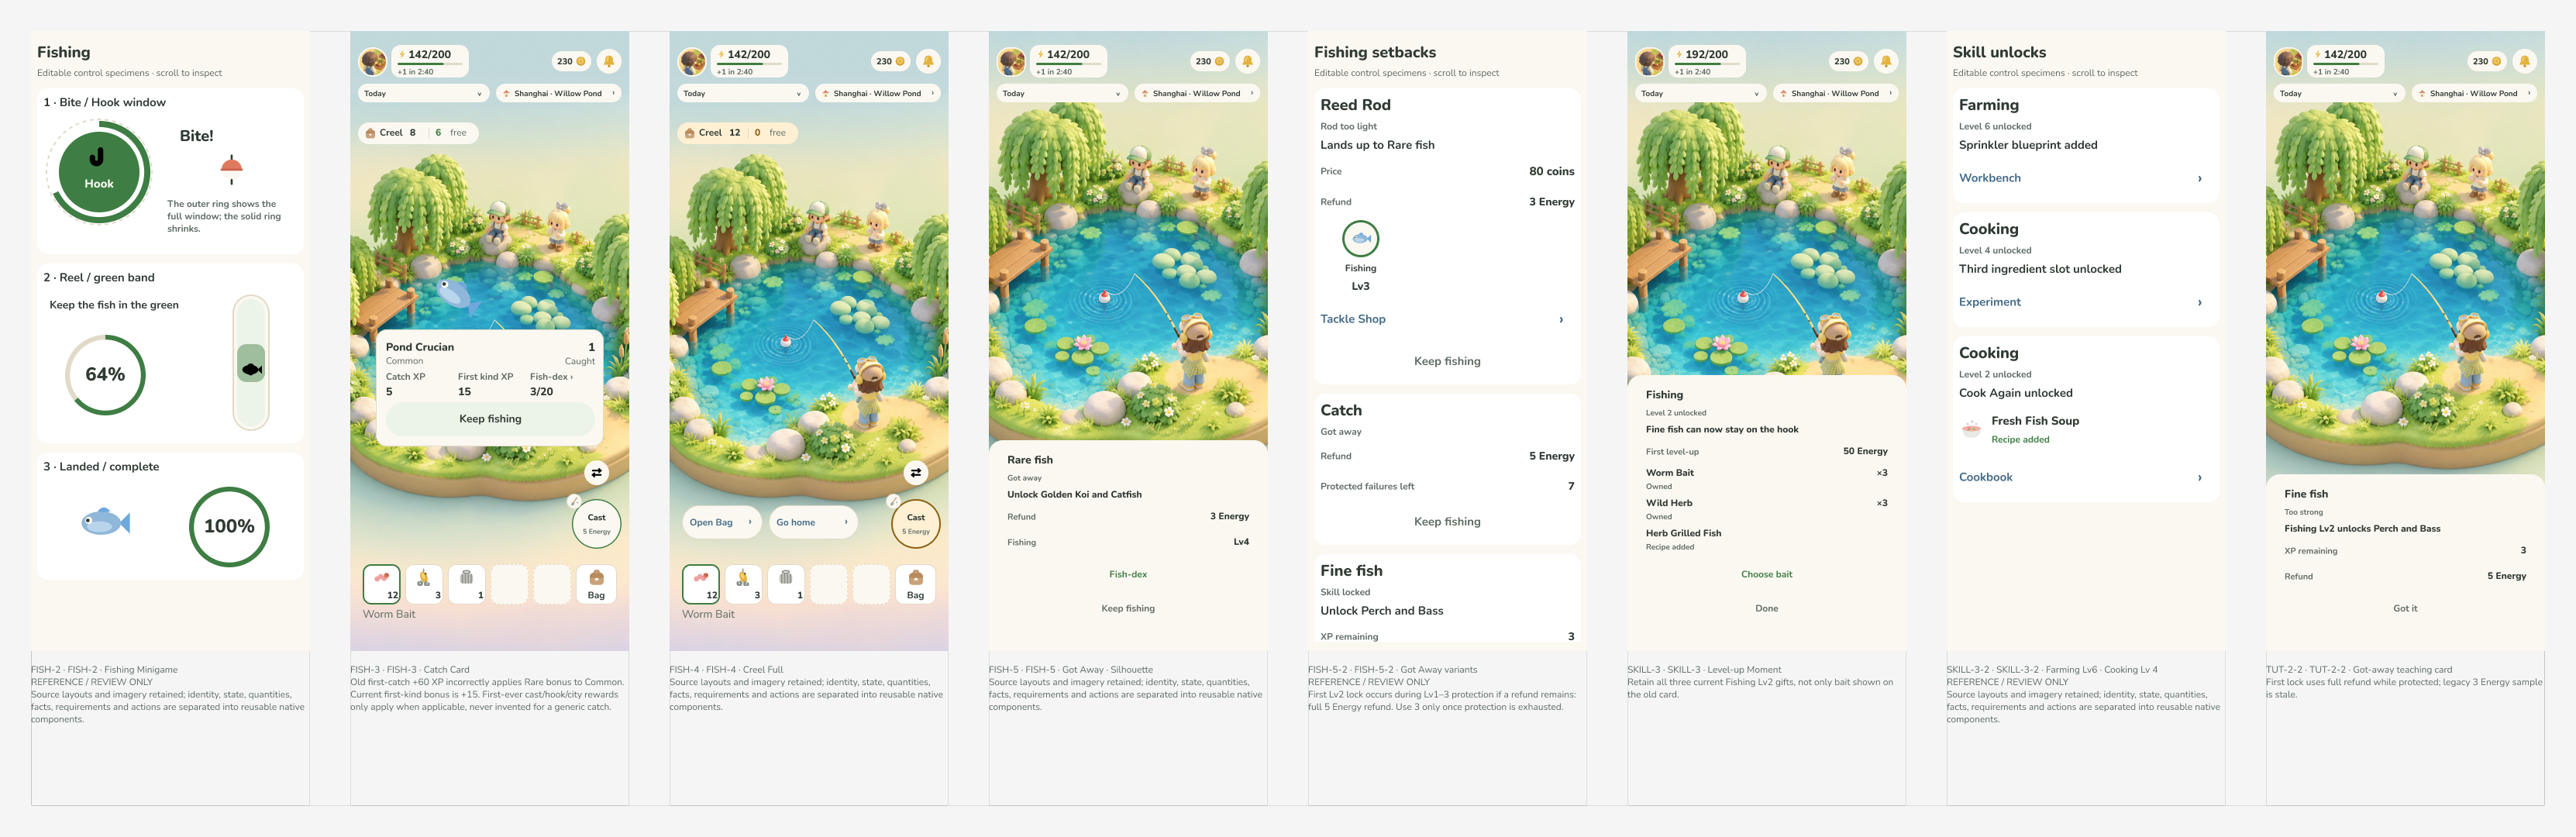 Fishing
Editable control specimens · scroll to inspect
1 · Bite / Hook window
Hook
Bite!
The outer ring shows the
full window; the solid ring
shrinks.
2 · Reel / green band
Keep the fish in the green
64%
3 · Landed / complete
100%
FISH-2 · FISH-2 · Fishing Minigame
REFERENCE / REVIEW ONLY
Source layouts and imagery retained; identity, state, quantities,
facts, requirements and actions are separated into reusable native
components.
142/200
+1 in 2:40
230
Today
Shanghai · Willow Pond
Creel 8 6 free
Pond Crucian 1
Common Caught
Catch XP First kind XP Fish-dex ›
5 15 3/20
Keep fishing
Cast
5 Energy
12 3 1 Bag
Worm Bait
FISH-3 · FISH-3 · Catch Card
Old first-catch +60 XP incorrectly applies Rare bonus to Common.
Current first-kind bonus is +15. First-ever cast/hook/city rewards
only apply when applicable, never invented for a generic catch.
142/200
+1 in 2:40
230
Today
Shanghai · Willow Pond
Creel 12 0 free
Open Bag ›
Go home ›
Cast
5 Energy
12 3 1 Bag
Worm Bait
FISH-4 · FISH-4 · Creel Full
Source layouts and imagery retained; identity, state, quantities,
facts, requirements and actions are separated into reusable native
components.
142/200
+1 in 2:40
230
Today
Shanghai · Willow Pond
Rare fish
Got away
Unlock Golden Koi and Catfish
Refund 3 Energy
Fishing Lv4
Fish-dex
Keep fishing
FISH-5 · FISH-5 · Got Away · Silhouette
Source layouts and imagery retained; identity, state, quantities,
facts, requirements and actions are separated into reusable native
components.
Fishing setbacks
Editable control specimens · scroll to inspect
Reed Rod
Rod too light
Lands up to Rare fish
Price 80 coins
Refund 3 Energy
Fishing
Lv3
Tackle Shop ›
Keep fishing
Catch
Got away
Refund 5 Energy
Protected failures left 7
Keep fishing
Fine fish
Skill locked
Unlock Perch and Bass
XP remaining 3
FISH-5-2 · FISH-5-2 · Got Away variants
REFERENCE / REVIEW ONLY
First Lv2 lock occurs during Lv1–3 protection if a refund remains:
full 5 Energy refund. Use 3 only once protection is exhausted.
192/200
+1 in 2:40
230
Today
Shanghai · Willow Pond
Fishing
Level 2 unlocked
Fine fish can now stay on the hook
First level-up 50 Energy
Worm Bait ×3
Owned
Wild Herb ×3
Owned
Herb Grilled Fish
Recipe added
Choose bait
Done
SKILL-3 · SKILL-3 · Level-up Moment
Retain all three current Fishing Lv2 gifts, not only bait shown on
the old card.
Skill unlocks
Editable control specimens · scroll to inspect
Farming
Level 6 unlocked
Sprinkler blueprint added
Workbench ›
Cooking
Level 4 unlocked
Third ingredient slot unlocked
Experiment ›
Cooking
Level 2 unlocked
Cook Again unlocked
Fresh Fish Soup
Recipe added
Cookbook ›
SKILL-3-2 · SKILL-3-2 · Farming Lv6 · Cooking Lv 4
REFERENCE / REVIEW ONLY
Source layouts and imagery retained; identity, state, quantities,
facts, requirements and actions are separated into reusable native
components.
142/200
+1 in 2:40
230
Today
Shanghai · Willow Pond
Fine fish
Too strong
Fishing Lv2 unlocks Perch and Bass
XP remaining 3
Refund 5 Energy
Got it
TUT-2-2 · TUT-2-2 · Got-away teaching card
First lock uses full refund while protected; legacy 3 Energy sample
is stale.